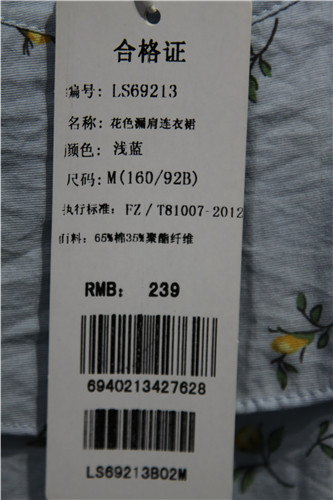 合格证
编号: LS69213
名称: 花色漏肩连衣裙
颜色: 浅蓝
尺码: M(160/92B)
执行标准: FZ/T81007-2012
面料: 65%棉35%聚酯纤维
RMB: 239
6940213427628
LS69213B02M